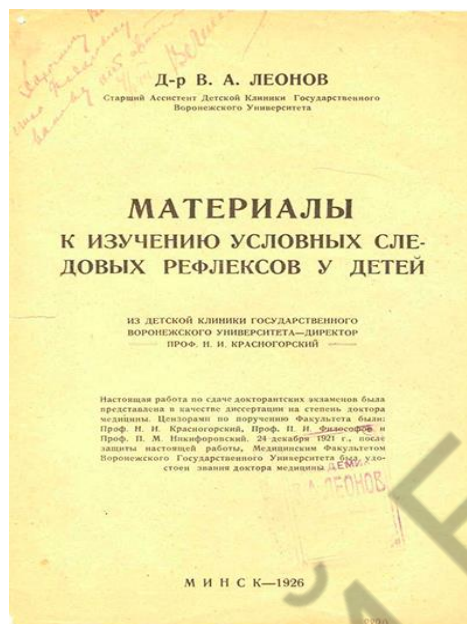 Д-р В. А. ЛЕОНОВ
Старший Ассистент Детской Клиники Государственного
Воронежского Университета
МАТЕРИАЛЫ
К ИЗУЧЕНИЮ УСЛОВНЫХ СЛЕ-
ДОВЫХ РЕФЛЕКСОВ У ДЕТЕЙ
ИЗ ДЕТСКОЙ КЛИНИКИ ГОСУДАРСТВЕННОГО
ВОРОНЕЖСКОГО УНИВЕРСИТЕТА—ДИРЕКТОР
ПРОФ. Н. И. КРАСНОГОРСКИЙ
Настоящая работа по сдаче докторантских экзаменов была
представлена в качестве диссертации на степень доктора
медицины. Цензорами по поручению Факультета были:
Проф. Н. И. Красногорский, Проф. П. И. Философов и
Проф. П. М. Никифоровский. 24 декабря 1921 г., после
защиты настоящей работы, Медицинским Факультетом
Воронежского Государственного Университета был удо-
стоен звания доктора медицины
ЛЕОНОВ
МИНСК—1926